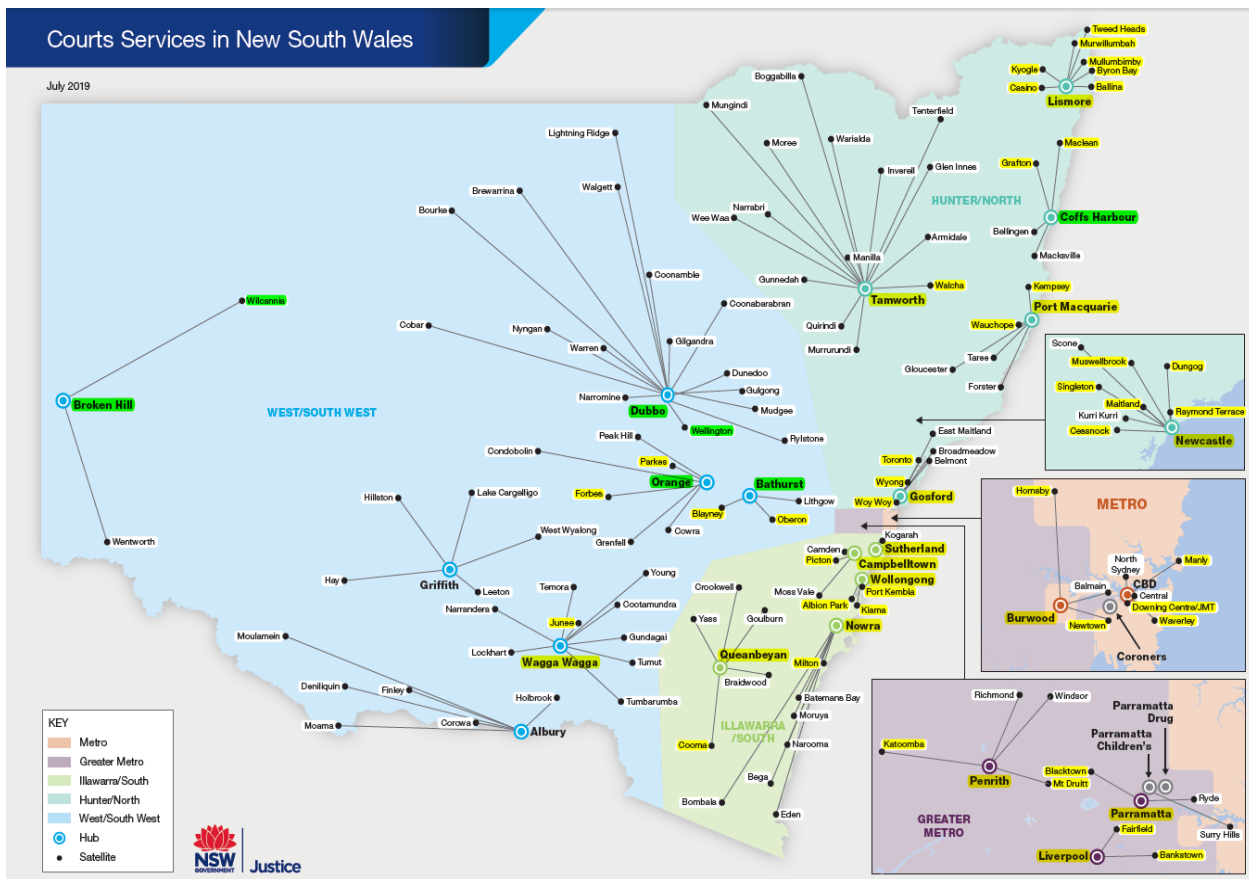 Courts Services in New South Wales
July 2019
Tweed Heads
Murwillumbah
Mullumbimby
Byron Bay
Kyogle
Casino
Ballina
Lismore
Boggabilla
Mungindi
Tenterfield
Lightning Ridge
Moree
Warialda
Maclean
Inverell
Glen Innes
Grafton
Brewarrina
Walgett
HUNTER/NORTH
Bourke
Narrabri
Wee Waa
Coffs Harbour
Bellingen
Armidale
Macksville
Manilla
Coonamble
Gunnedah
Walcha
Kempsey
Tamworth
Wilcannia
Coonabarabran
Port Macquarie
Cobar
Nyngan
Quirindi
Wauchope
Warren
Gilgandra
Murrurundi
Taree
Gloucester
Scone
Muswellbrook
Dungog
Dunedoo
Forster
Singleton
Broken Hill
WEST/SOUTH WEST
Narromine
Gulgong
Maitland
Dubbo
Mudgee
Raymond Terrace
Kurri Kurri
Wellington
Cessnock
Newcastle
Peak Hill
Rylstone
East Maitland
Condobolin
Broadmeadow
Parkes
Toronto
Belmont
Orange
Bathurst
Wyong
Hillston
Lake Cargelligo
Forbes
Gosford
Lithgow
Woy Woy
Hornsby
METRO
Blayney
Oberon
West Wyalong
Cowra
Wentworth
Grenfell
Kogarah
Camden
Sutherland
Picton
Campbelltown
North
Sydney
Manly
Hay
Griffith
Young
Wollongong
CBD
Temora
Crookwell
Moss Vale
Port Kembla
Balmain
Central
Leeton
Albion Park
Kiama
Downing Centre/JMT
Narrandera
Cootamundra
Burwood
Yass
Goulburn
Newtown
Waverley
Junee
Nowra
Moulamein
Gundagai
Lockhart
Wagga Wagga
Queanbeyan
Coroners
Tumut
Milton
Braidwood
Deniliquin
Finley
Holbrook
Tumbarumba
Batemans Bay
Richmond
Windsor
Parramatta
Drug
KEY
Moama
Corowa
Albury
ILLAWARRA
/SOUTH
Moruya
Parramatta
Children's
Metro
Cooma
Narooma
Katoomba
Greater Metro
Penrith
Blacktown
Illawarra/South
Bega
Mt Druitt
Hunter/North
Bombala
Ryde
West/South West
Eden
GREATER
METRO
Parramatta
Hub
Fairfield
Surry Hills
Satellite
Liverpool
Bankstown
NSW
GOVERNMENT
Justice